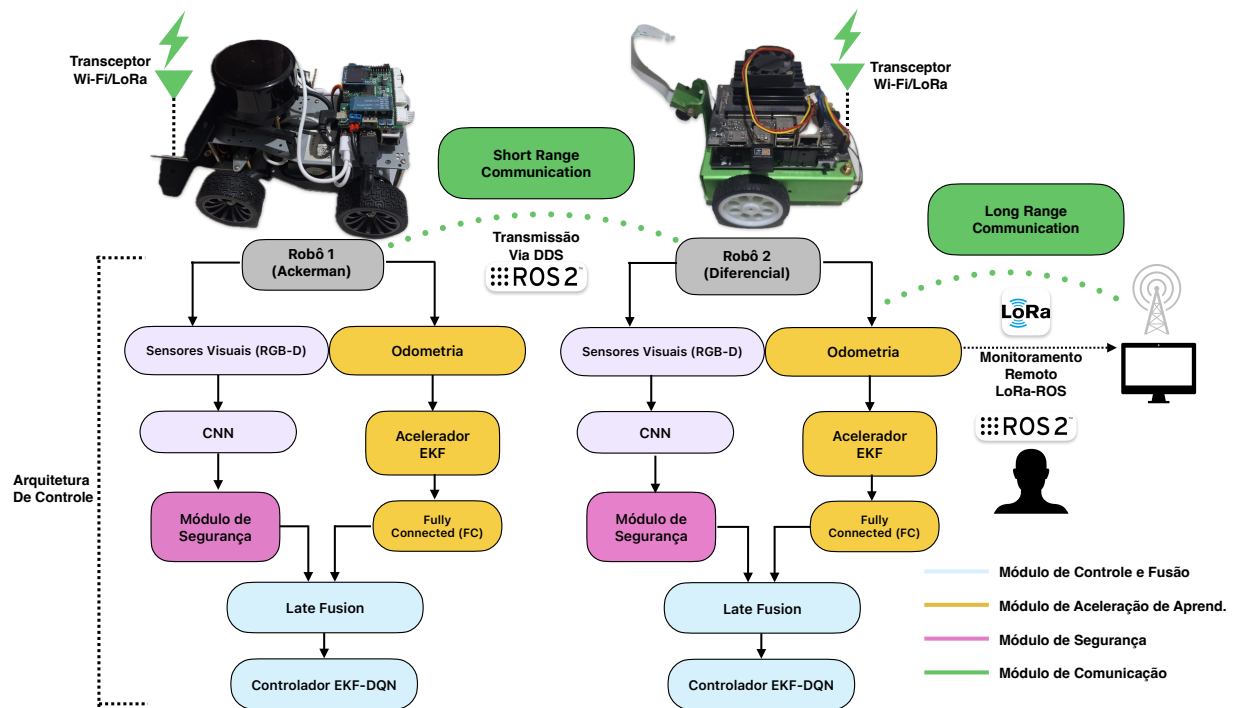 Transceptor
Wi-Fi/LoRa
Transceptor
Wi-Fi/LoRa
Short Range
Communication
Long Range
Communication
Robô 1
(Ackerman)
Transmissão
Via DDS
ROS 2™
Robô 2
(Diferencial)
LoRa
Sensores Visuais (RGB-D)
Odometria
Sensores Visuais (RGB-D)
Odometria
Monitoramento
Remoto
LoRa-ROS
ROS 2™
CNN
Acelerador
EKF
CNN
Acelerador
EKF
Arquitetura
De Controle
Módulo de
Segurança
Fully
Connected (FC)
Módulo de
Segurança
Fully
Connected (FC)
Late Fusion
Late Fusion
Controlador EKF-DQN
Controlador EKF-DQN
Módulo de Controle e Fusão
Módulo de Aceleração de Aprend.
Módulo de Segurança
Módulo de Comunicação